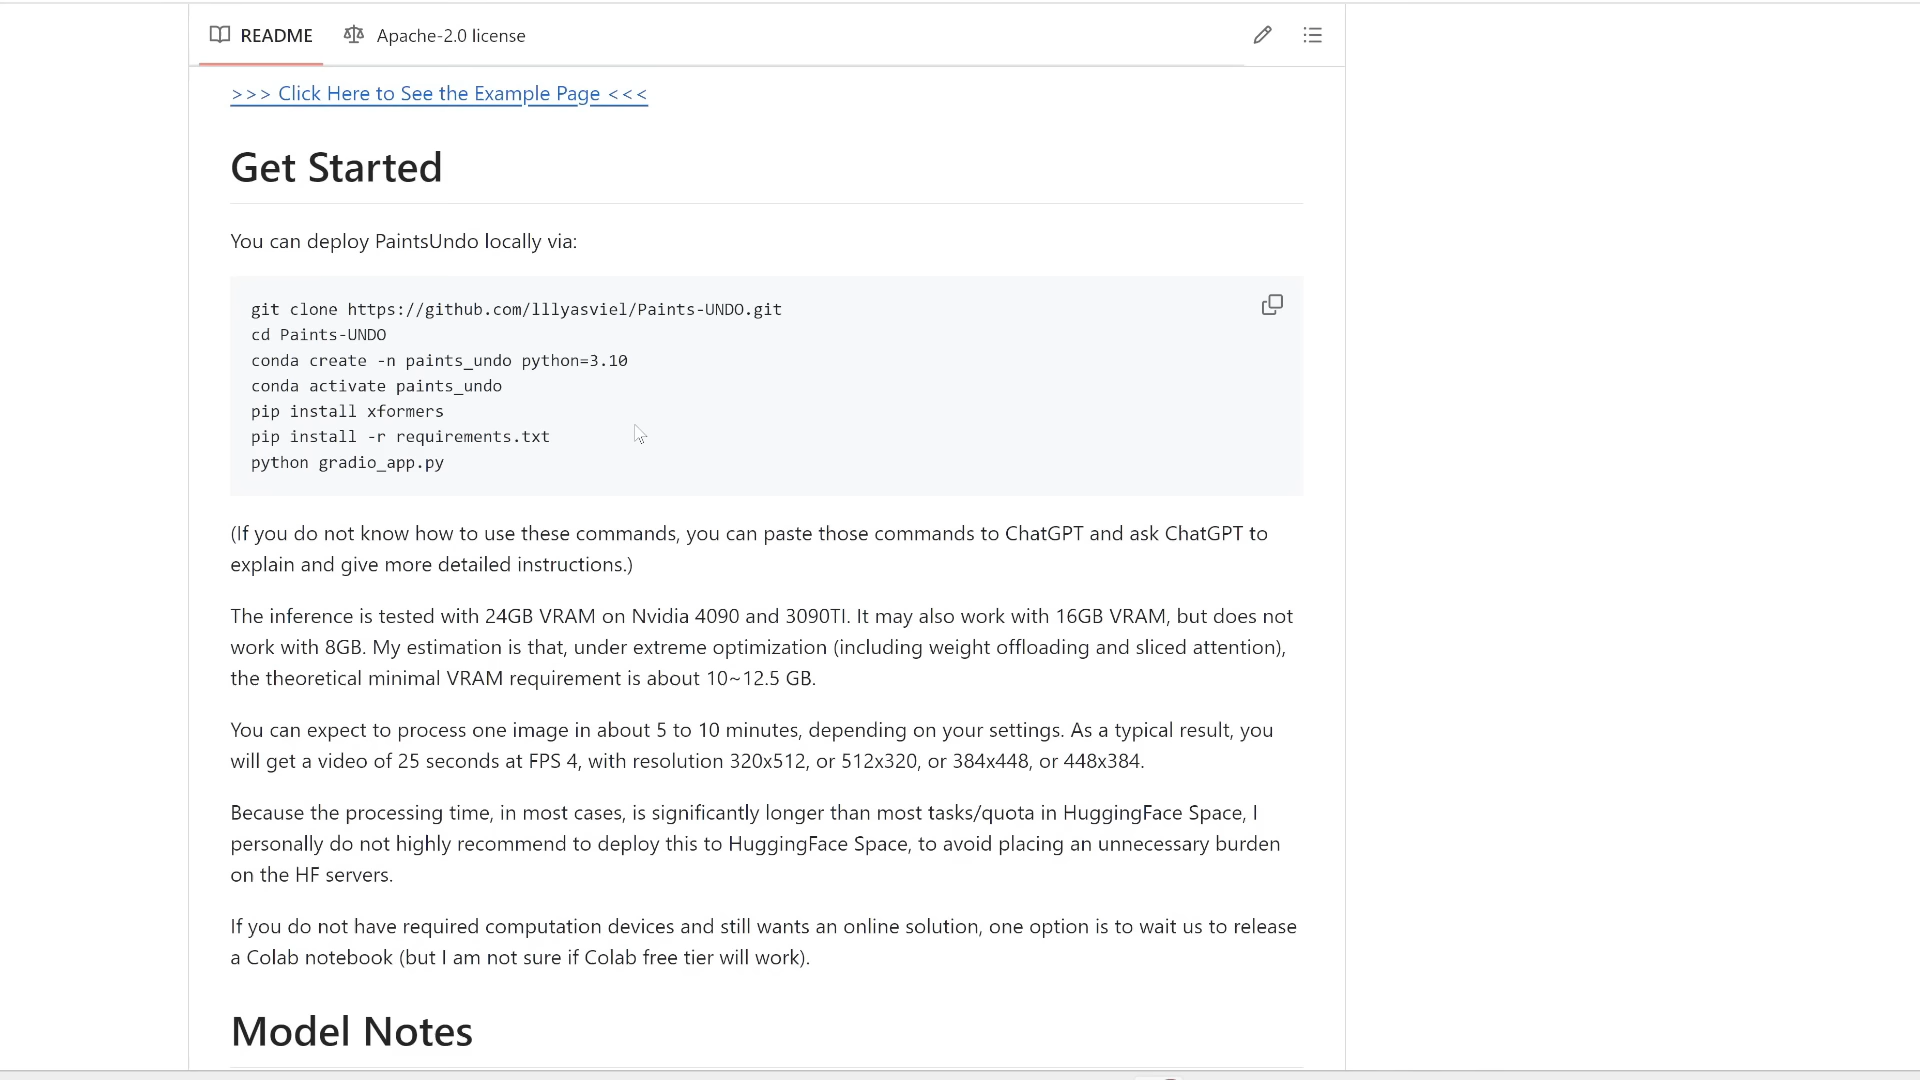 README
Apache-2.0 license
>>> Click Here to See the Example Page <<<
Get Started
You can deploy PaintsUndo locally via:
git clone https://github.com/lllyasviel/Paints-UNDO.git
cd Paints-UNDO
conda create -n paints_undo python=3.10
conda activate paints_undo
pip install xformers
pip install -r requirements.txt
python gradio_app.py
(If you do not know how to use these commands, you can paste those commands to ChatGPT and ask ChatGPT to
explain and give more detailed instructions.)
The inference is tested with 24GB VRAM on Nvidia 4090 and 3090TI. It may also work with 16GB VRAM, but does not
work with 8GB. My estimation is that, under extreme optimization (including weight offloading and sliced attention),
the theoretical minimal VRAM requirement is about 10~12.5 GB.
You can expect to process one image in about 5 to 10 minutes, depending on your settings. As a typical result, you
will get a video of 25 seconds at FPS 4, with resolution 320x512, or 512x320, or 384x448, or 448x384.
Because the processing time, in most cases, is significantly longer than most tasks/quota in HuggingFace Space, I
personally do not highly recommend to deploy this to HuggingFace Space, to avoid placing an unnecessary burden
on the HF servers.
If you do not have required computation devices and still wants an online solution, one option is to wait us to release
a Colab notebook (but I am not sure if Colab free tier will work).
Model Notes